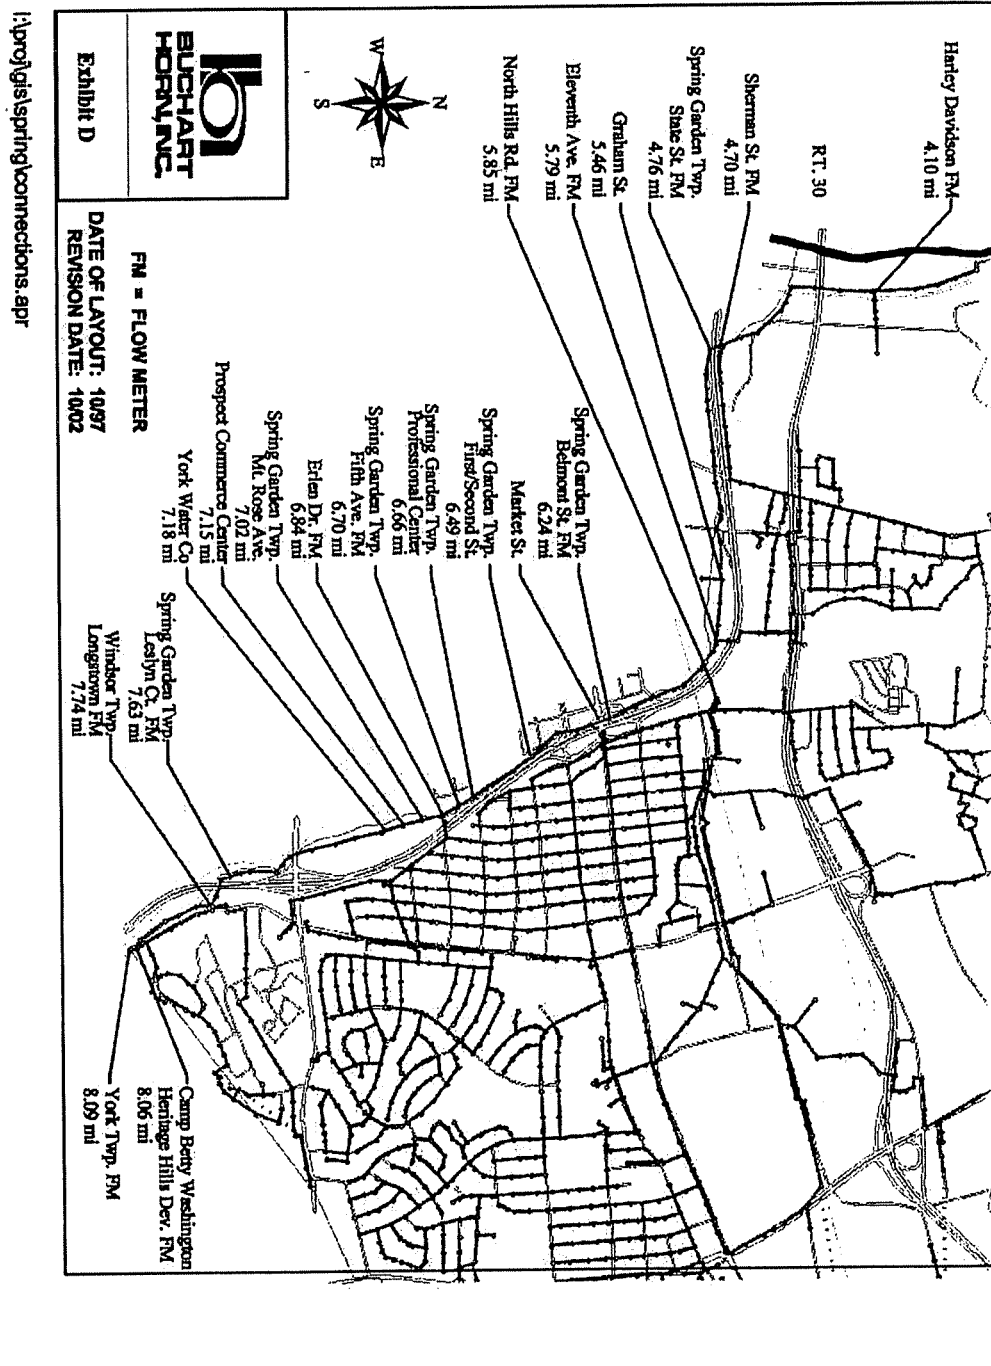 Harley Davidson FM
4.10 mi
RT. 30
Sherman St. FM
4.70 mi
Spring Garden Twp.
State St. FM
4.76 mi
Graham St.
5.46 mi
Eleventh Ave. FM
5.79 mi
North Hills Rd. FM
5.85 mi
N
W
E
S
BUCHART
HORN, INC.
Exhibit D
Spring Garden Twp.
Belmont St. FM
6.24 mi
Market St.
Spring Garden Twp.
First/Second St.
6.49 mi
Spring Garden Twp.
Professional Center
6.66 mi
Spring Garden Twp.
Fifth Ave. FM
6.70 mi
Erlen Dr. FM
6.84 mi
Spring Garden Twp.
Mt. Rose Ave.
7.02 mi
Prospect Commerce Center
7.15 mi
York Water Co
7.18 mi
FM = FLOW METER
DATE OF LAYOUT: 10/97
REVISION DATE: 10/02
Spring Garden Twp.
Leslyn Ct. FM
7.63 mi
Windsor Twp.
Longstown FM
7.74 mi
Camp Betty Washington
Heritage Hills Dev. FM
8.06 mi
York Twp. FM
8.09 mi
I:\proj\gis\spring\connections.apr